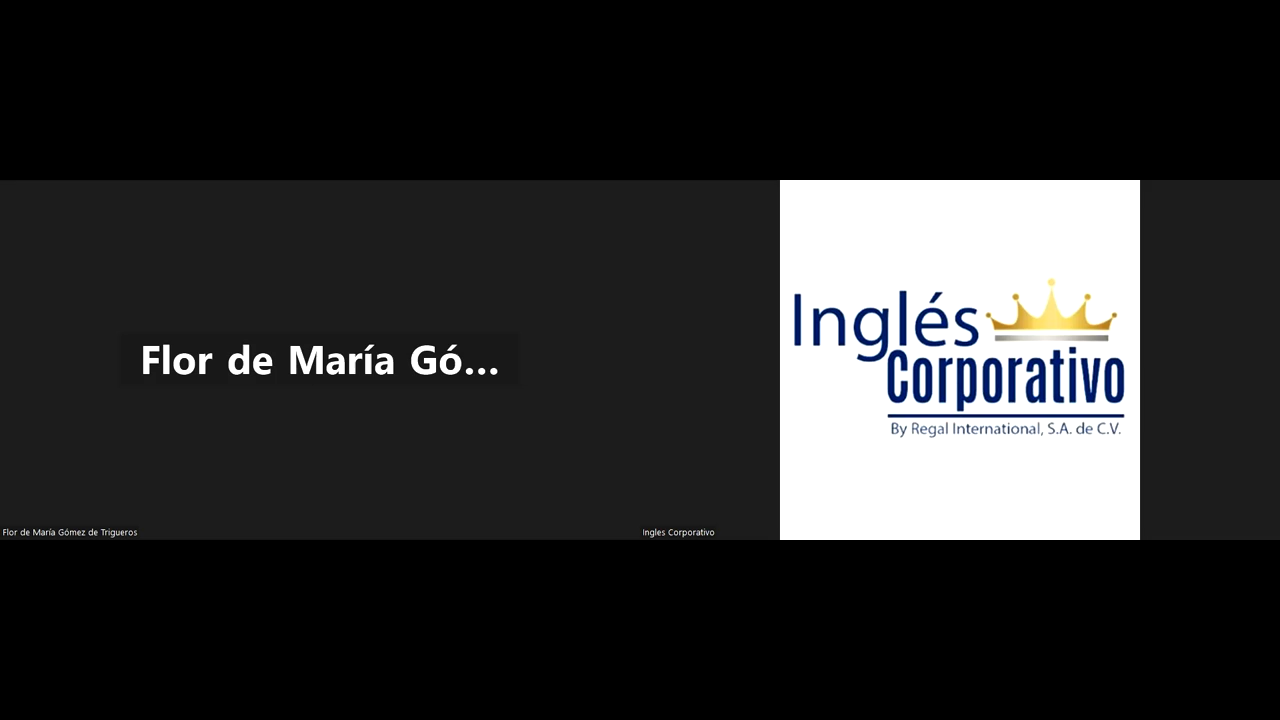 Flor de María Gó...
Flor de María Gómez de Trigueros
Inglés
Corporativo
By Regal International, S.A. de C.V.
Ingles Corporativo